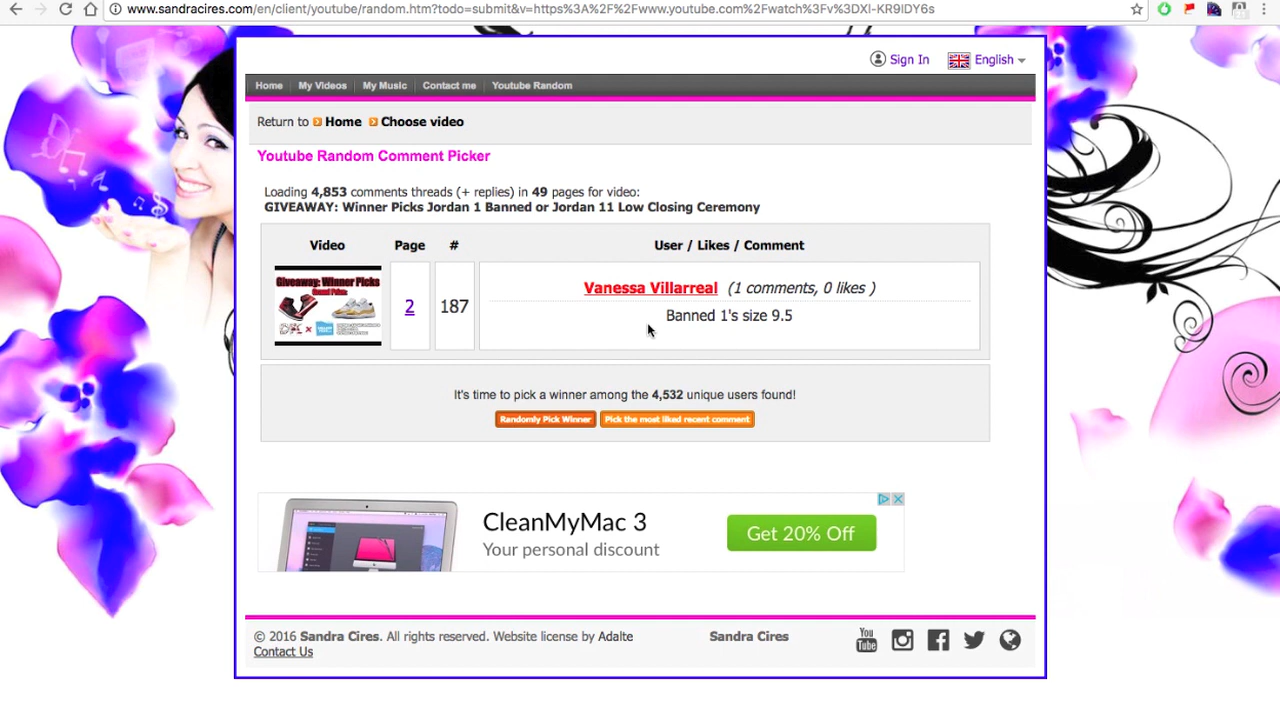 www.sandracires.com/en/client/youtube/random.htm?todo=submit&v=https%3A%2F%2Fwww.youtube.com%2Fwatch%3Fv%3DXI-KR9IDY6s
Sign In English
Home My Videos My Music Contact me Youtube Random
Return to Home Choose video
Youtube Random Comment Picker
Loading 4,853 comments threads (+ replies) in 49 pages for video:
GIVEAWAY: Winner Picks Jordan 1 Banned or Jordan 11 Low Closing Ceremony
Video Page # User / Likes / Comment
Giveaway: Winner Picks
2 187
Vanessa Villarreal (1 comments, 0 likes )
Banned 1's size 9.5
It's time to pick a winner among the 4,532 unique users found!
Randomly Pick Winner Pick the most liked recent comment
CleanMyMac 3
Your personal discount
Get 20% Off
© 2016 Sandra Cires. All rights reserved. Website license by Adalte
Contact Us
Sandra Cires
You
Tube